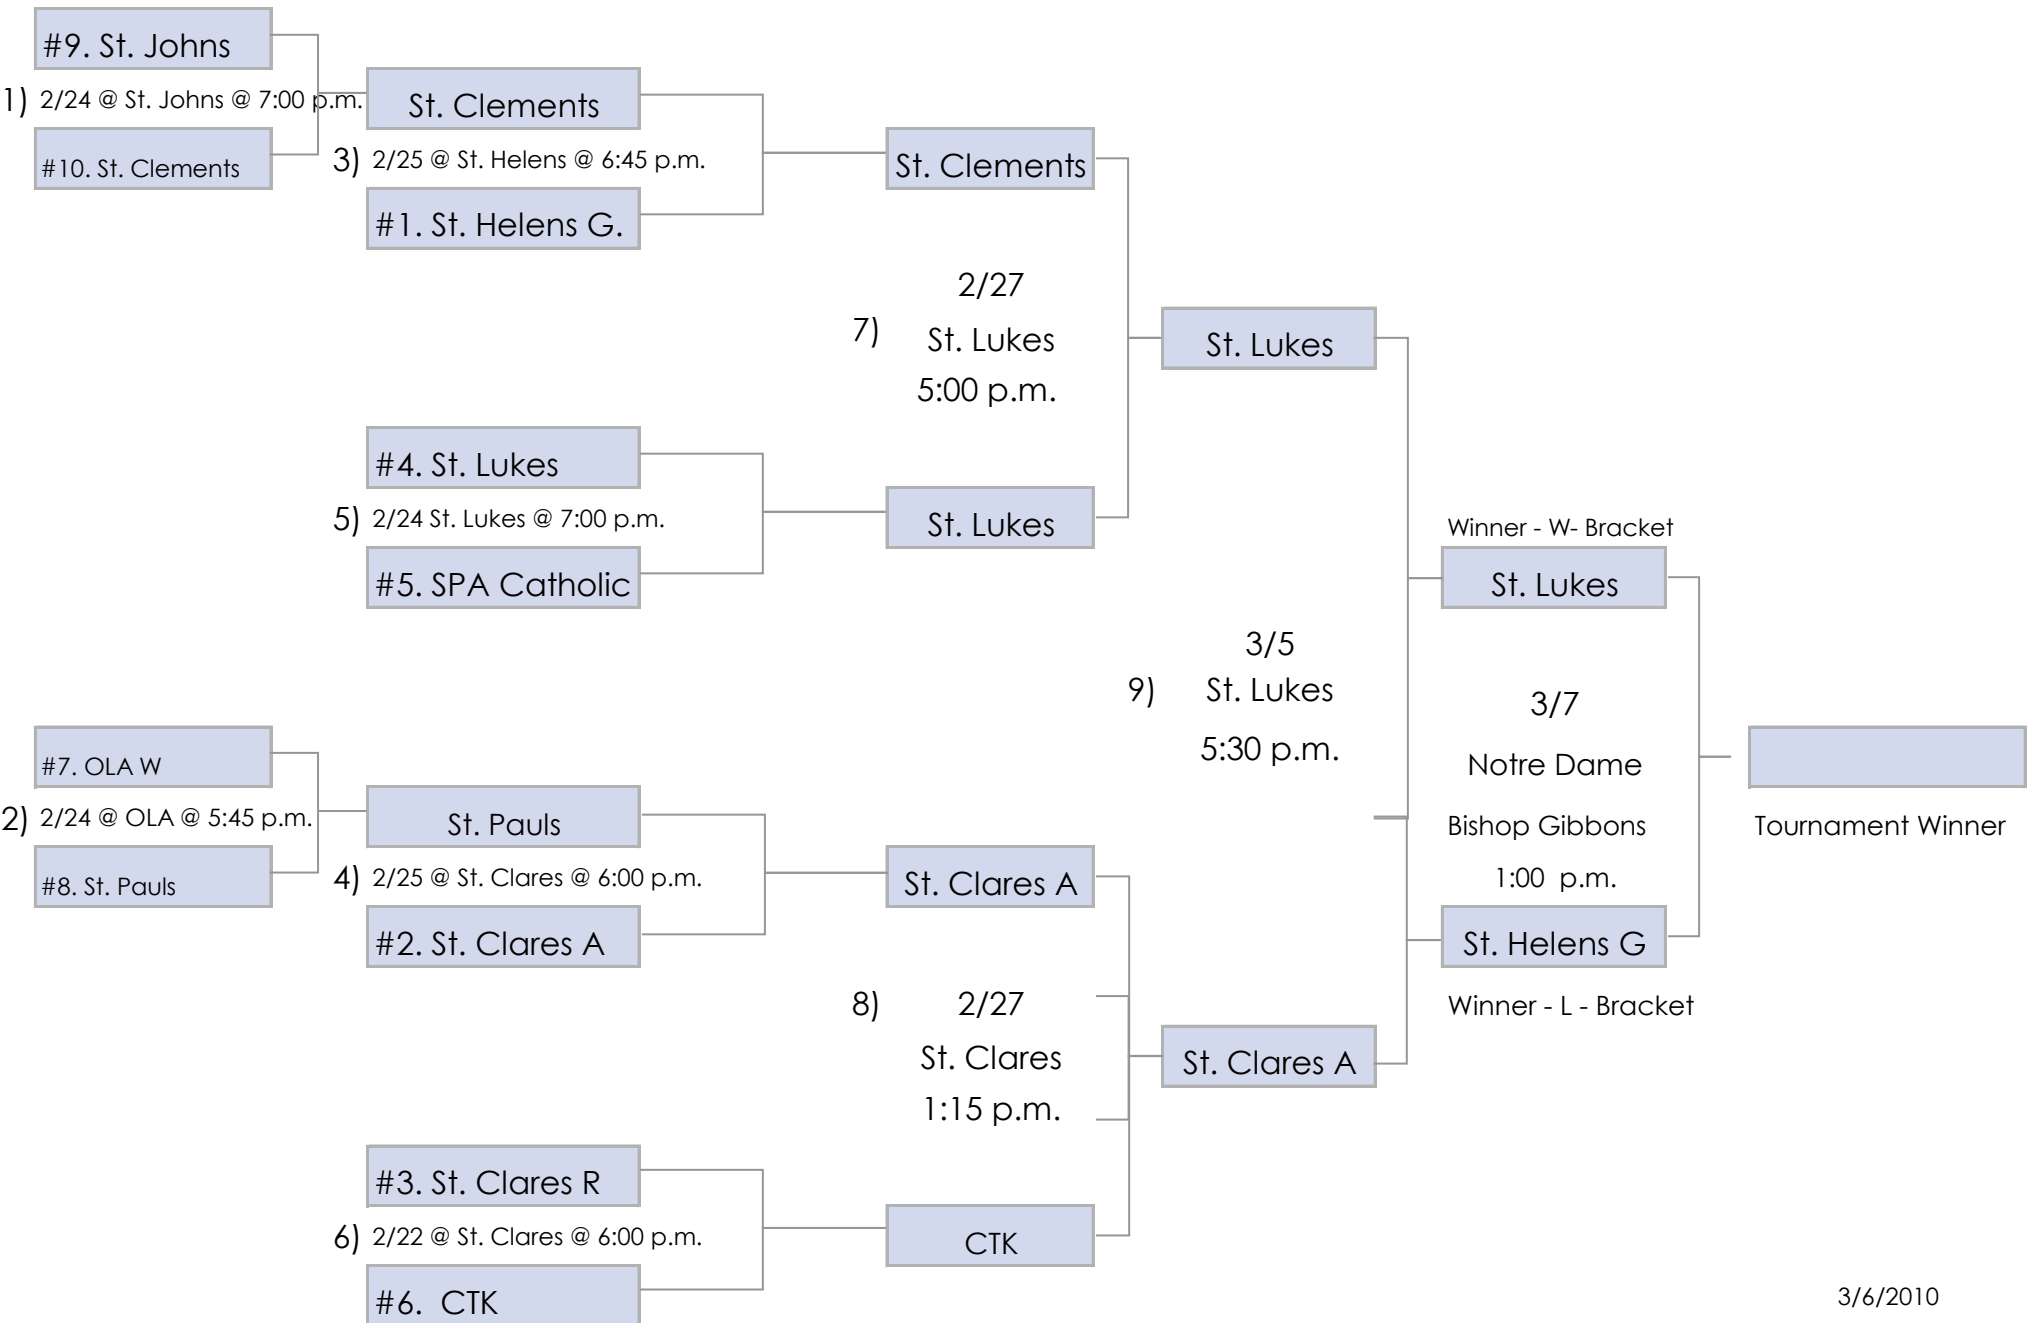 #9. St. Johns
1) 2/24 @ St. Johns @ 7:00 p.m.
#10. St. Clements
St. Clements
3) 2/25 @ St. Helens @ 6:45 p.m.
#1. St. Helens G.
St. Clements
2/27
7) St. Lukes
5:00 p.m.
St. Lukes
#4. St. Lukes
5) 2/24 St. Lukes @ 7:00 p.m.
#5. SPA Catholic
St. Lukes
Winner - W- Bracket
St. Lukes
3/5
9) St. Lukes
5:30 p.m.
3/7
Notre Dame
Bishop Gibbons
1:00 p.m.
Tournament Winner
#7. OLA W
2) 2/24 @ OLA @ 5:45 p.m.
#8. St. Pauls
St. Pauls
4) 2/25 @ St. Clares @ 6:00 p.m.
#2. St. Clares A
St. Clares A
St. Helens G
Winner - L - Bracket
8) 2/27
St. Clares
1:15 p.m.
St. Clares A
#3. St. Clares R
6) 2/22 @ St. Clares @ 6:00 p.m.
#6. CTK
CTK
3/6/2010